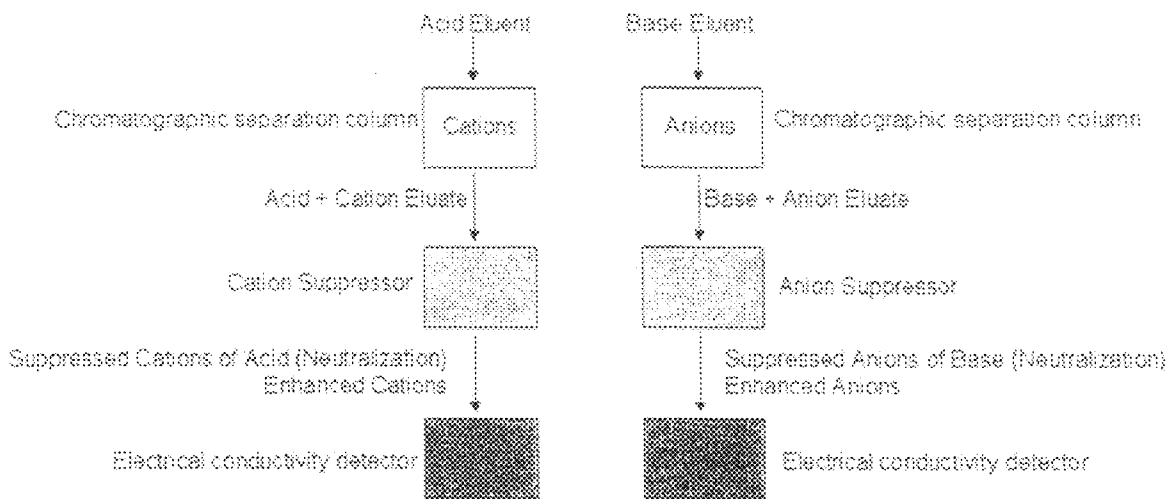 Acid Eluent
Base Eluent
Chromatographic separation column
Cations
Anions
Chromatographic separation column
Acid + Cation Eluate
Base + Anion Eluate
Cation Suppressor
Anion Suppressor
Suppressed Cations of Acid (Neutralization)
Enhanced Cations
Suppressed Anions of Base (Neutralization)
Enhanced Anions
Electrical conductivity detector
Electrical conductivity detector